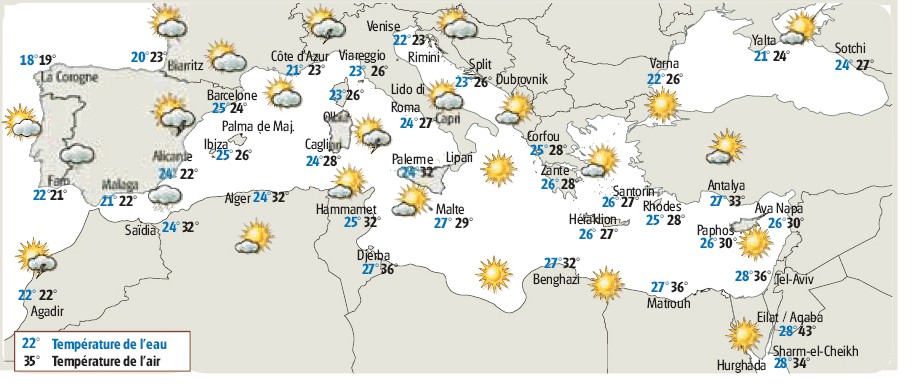 Venise
22° 23°
Rimini
Yalta
21° 24°
Sotchi
24° 27°
18° 19°
La Corogne
20° 23°
Biarritz
Côte d'Azur
21° 23°
Viareggio
23° 26°
Split
23° 26°
Dubrovnik
Varna
22° 26°
Barcelone
25° 24°
23° 26°
Olbia
Lido di
Roma
24° 27
Capri
Palma de Maj.
Ibiza
25° 26°
Cagliari
24° 28°
Corfou
25° 28°
Alicante
24° 22°
Palerme
24° 32°
Lipari
Zante
26° 28°
Faro
22° 21°
Malaga
21° 22°
Alger 24° 32°
Santorin
26° 27°
Rhodes
25° 28°
Antalya
27° 33°
Aya Napa
26° 30°
Hammamet
25° 32°
Malte
27° 29°
Héraklion
26° 27°
Paphos
26° 30°
Saïdia
24° 32°
Djerba
27° 36°
27° 32°
Benghazi
27° 36°
Matrouh
28° 36°
Tel-Aviv
22° 22°
Agadir
Eilat / Aqaba
28° 43°
Sharm-el-Cheikh
28° 34°
Hurghada
22° Température de l'eau
35° Température de l'air